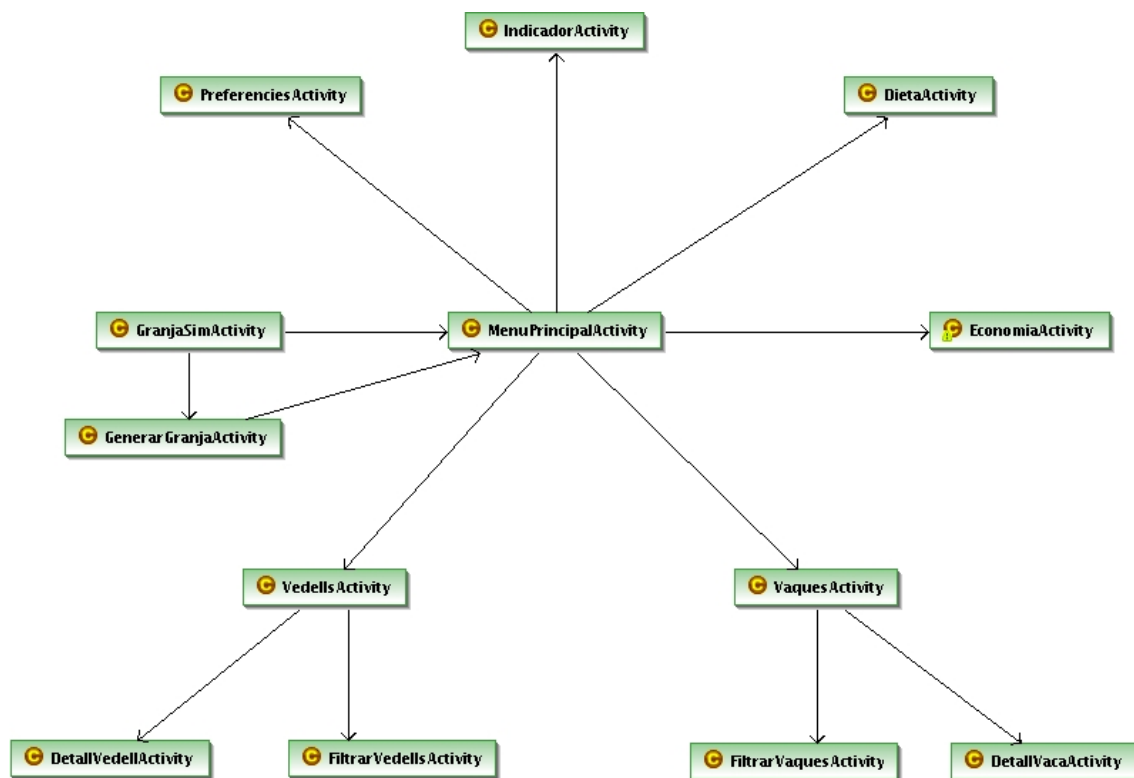 IndicadorActivity
PreferenciesActivity
DietaActivity
GranjaSimActivity
MenuPrincipalActivity
EconomiaActivity
GenerarGranjaActivity
VedellsActivity
VaquesActivity
DetallVedellActivity
FiltrarVedellsActivity
FiltrarVaquesActivity
DetallVacaActivity